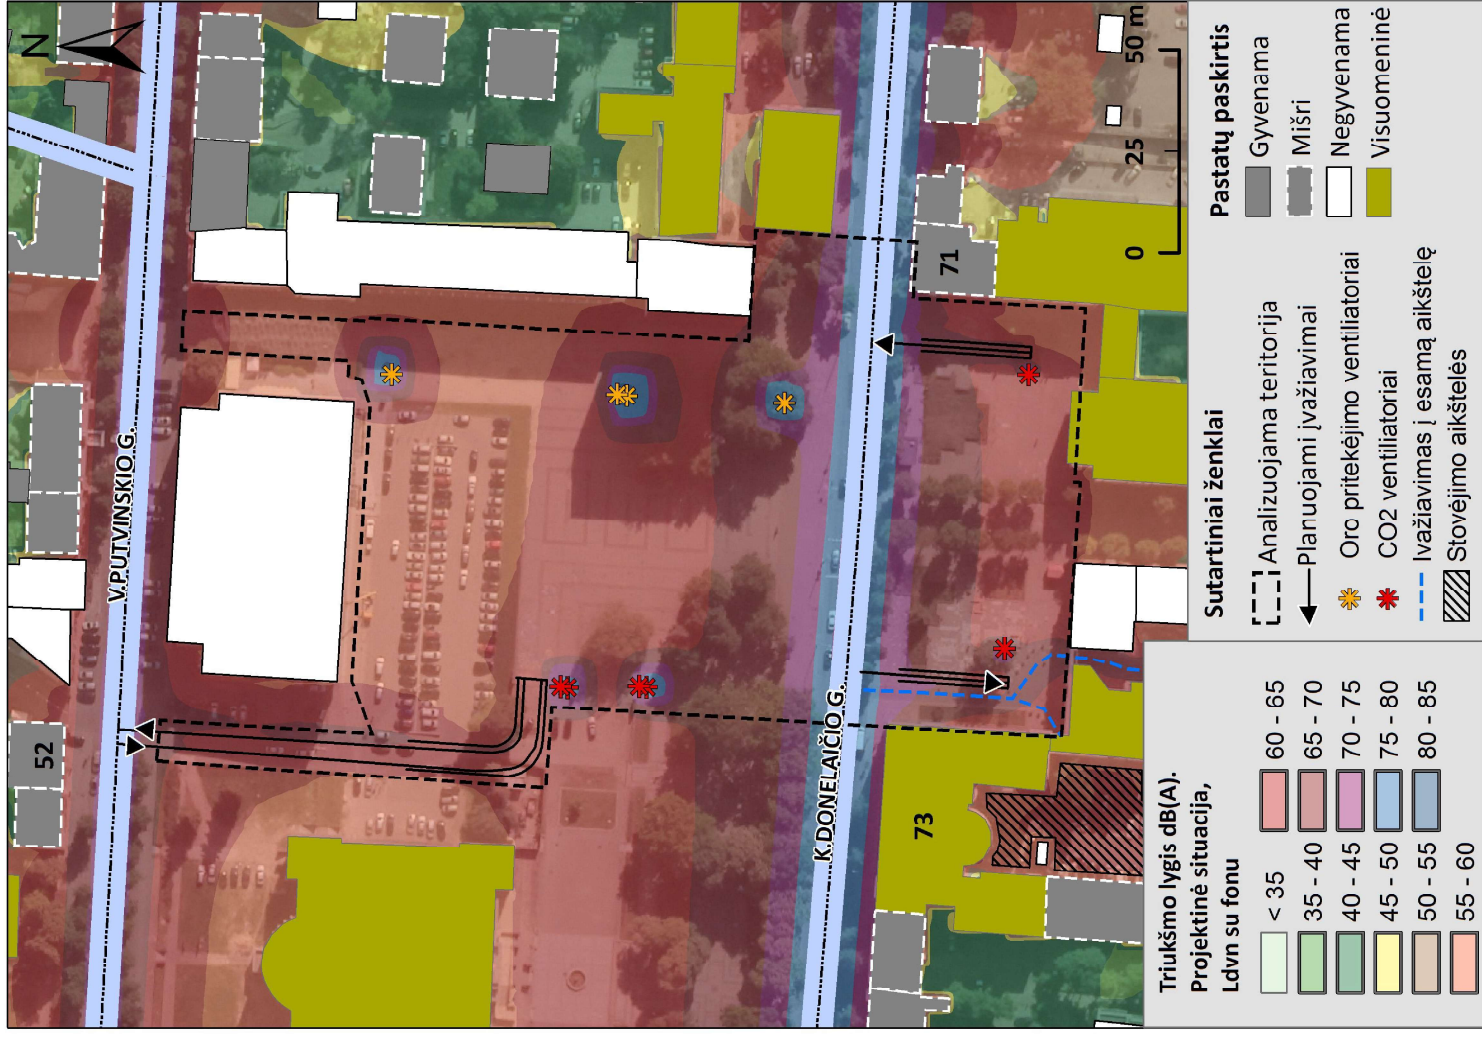 N
V.PUTVINSKIO G.
52
K.DONELAIČIO G.
71
73
0 25 50 m
Triukšmo lygis dB(A).
Projektinė situacija,
Ldvn su fonu
< 35
35 - 40
40 - 45
45 - 50
50 - 55
55 - 60
60 - 65
65 - 70
70 - 75
75 - 80
80 - 85
Sutartiniai ženklai
Analizuojama teritorija
Planuojami įvažiavimai
Oro pritekėjimo ventiliatoriai
CO2 ventiliatoriai
Įvažiavimas į esamą aikštelę
Stovėjimo aikštelės
Pastatų paskirtis
Gyvenama
Mišri
Negyvenama
Visuomeninė